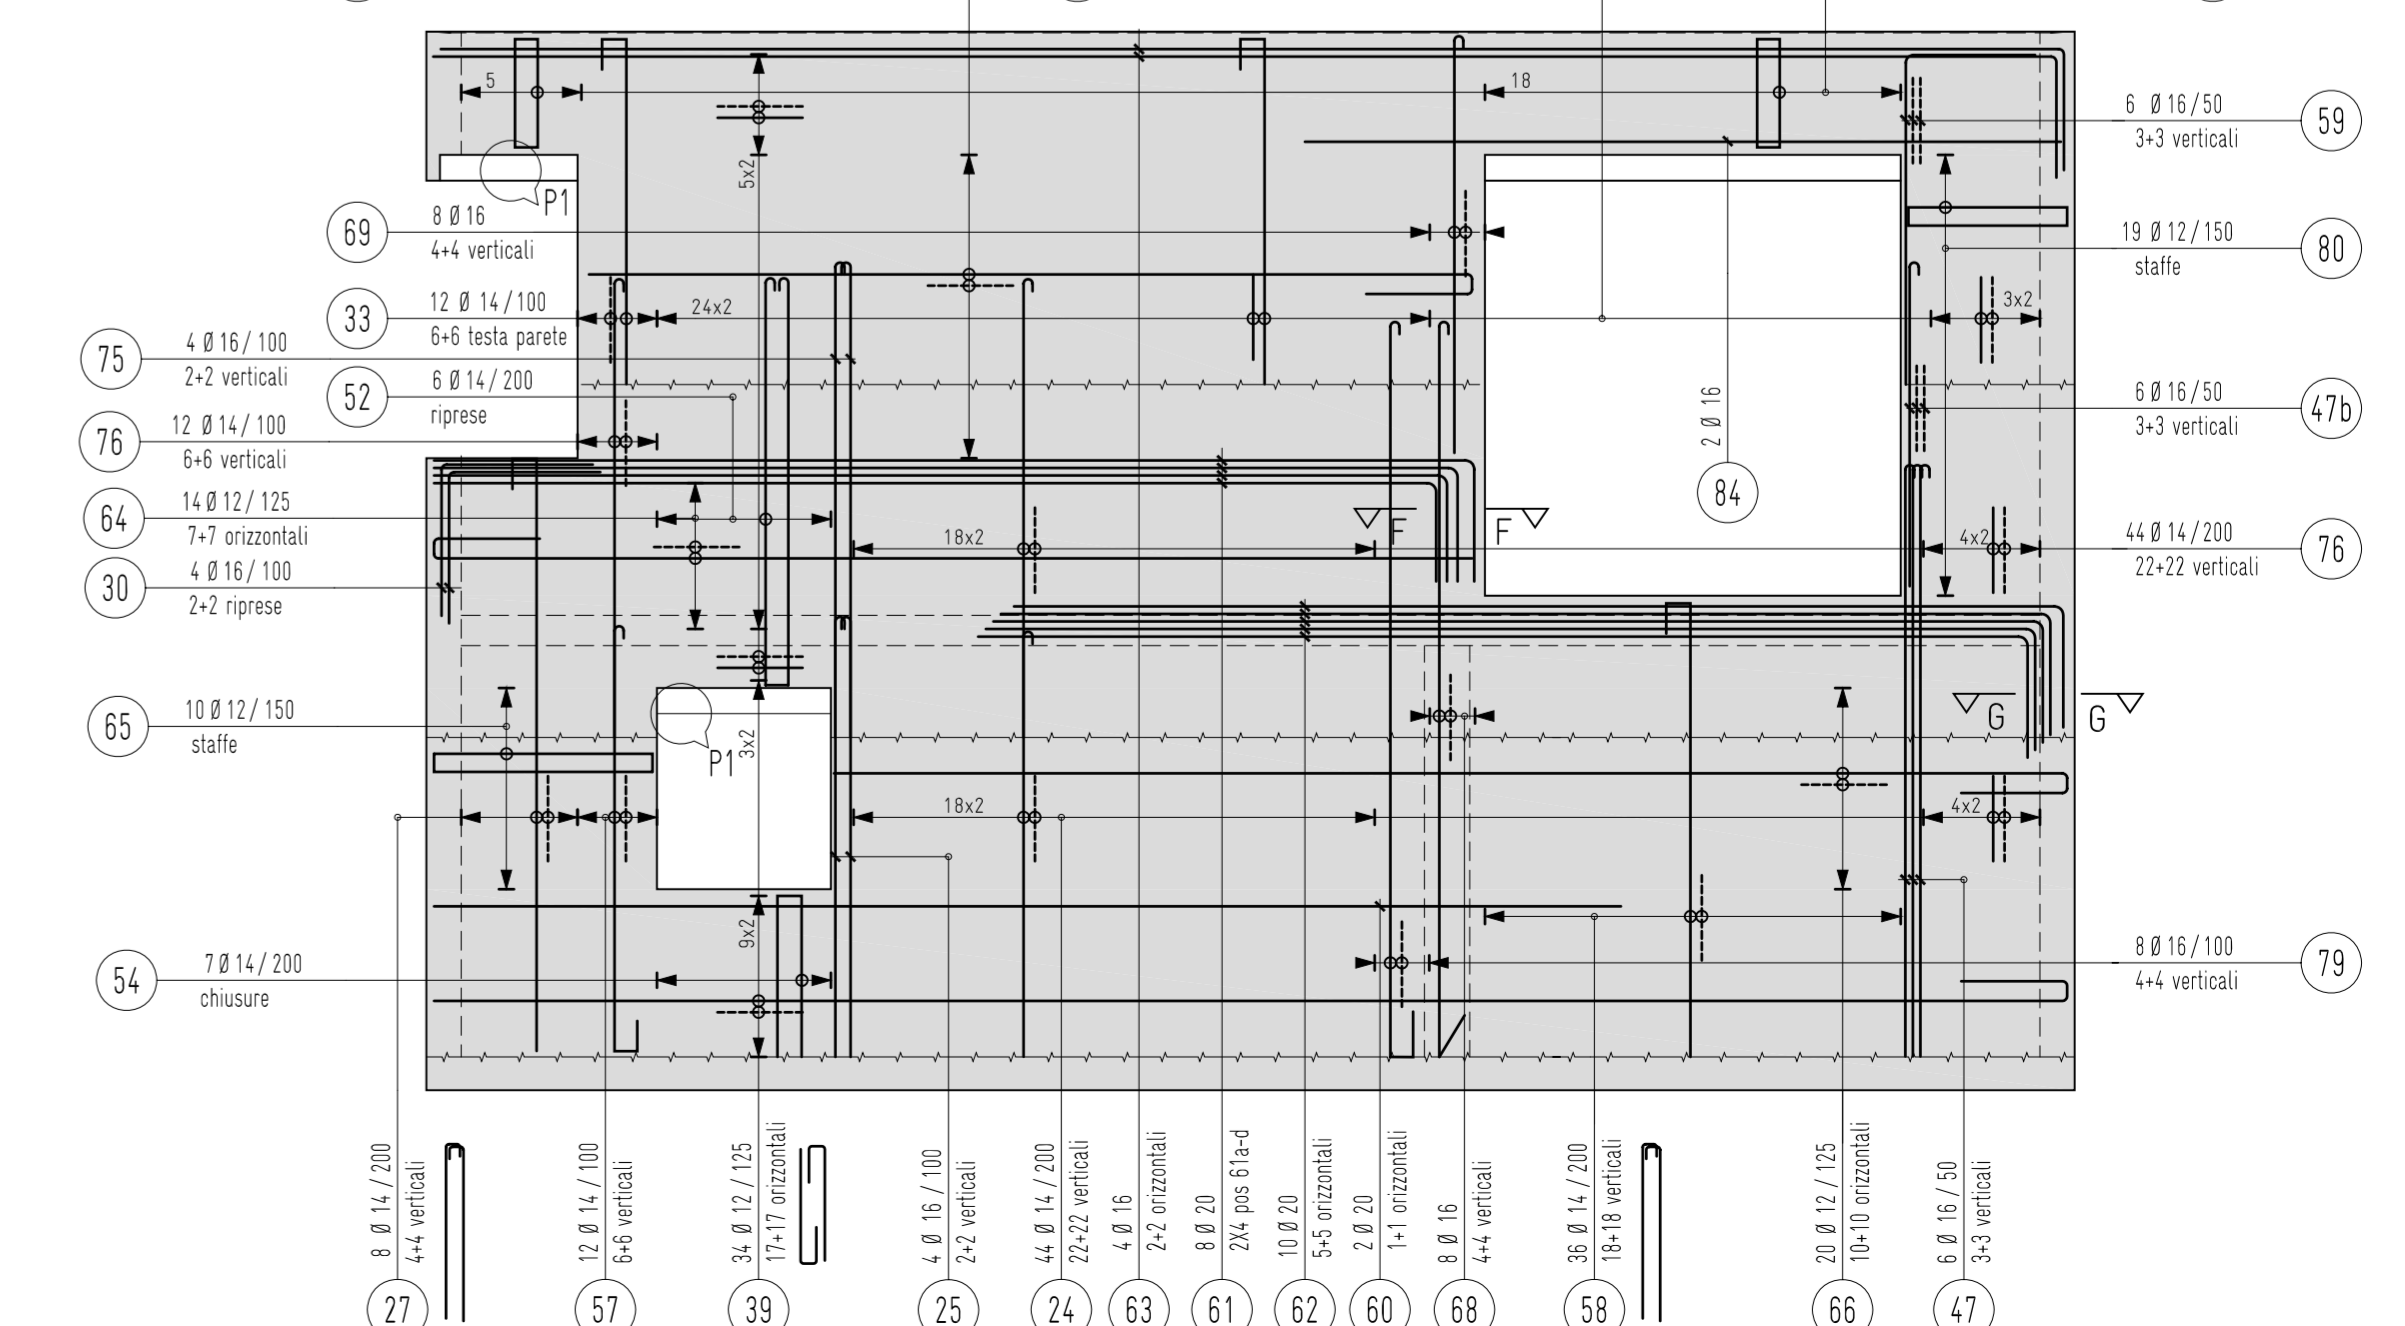 5
18
6 Ø 16/50
3+3 verticali
59
5x2
P1
69
8 Ø 16
4+4 verticali
19 Ø 12/150
staffe
80
33
12 Ø 14/100
6+6 testa parete
24x2
3x2
75
4 Ø 16/100
2+2 verticali
52
6 Ø 14/200
riprese
2 Ø 16
84
6 Ø 16/50
3+3 verticali
47b
76
12 Ø 14/100
6+6 verticali
64
14 Ø 12/125
7+7 orizzontali
F
F
18x2
4x2
44 Ø 14/200
22+22 verticali
76
30
4 Ø 16/100
2+2 riprese
65
10 Ø 12/150
staffe
P1
3x2
G
G
18x2
4x2
9x2
54
7 Ø 14/200
chiusure
8 Ø 16/100
4+4 verticali
79
8 Ø 14/200
4+4 verticali
27
12 Ø 14/100
6+6 verticali
57
34 Ø 12/125
17+17 orizzontali
39
4 Ø 16/100
2+2 verticali
25
44 Ø 14/200
22+22 verticali
24
4 Ø 16
2+2 orizzontali
63
8 Ø 20
2X4 pos 61a-d
61
10 Ø 20
5+5 orizzontali
62
2 Ø 20
1+1 orizzontali
60
8 Ø 16
4+4 verticali
68
36 Ø 14/200
18+18 verticali
58
20 Ø 12/125
10+10 orizzontali
66
6 Ø 16/50
3+3 verticali
47